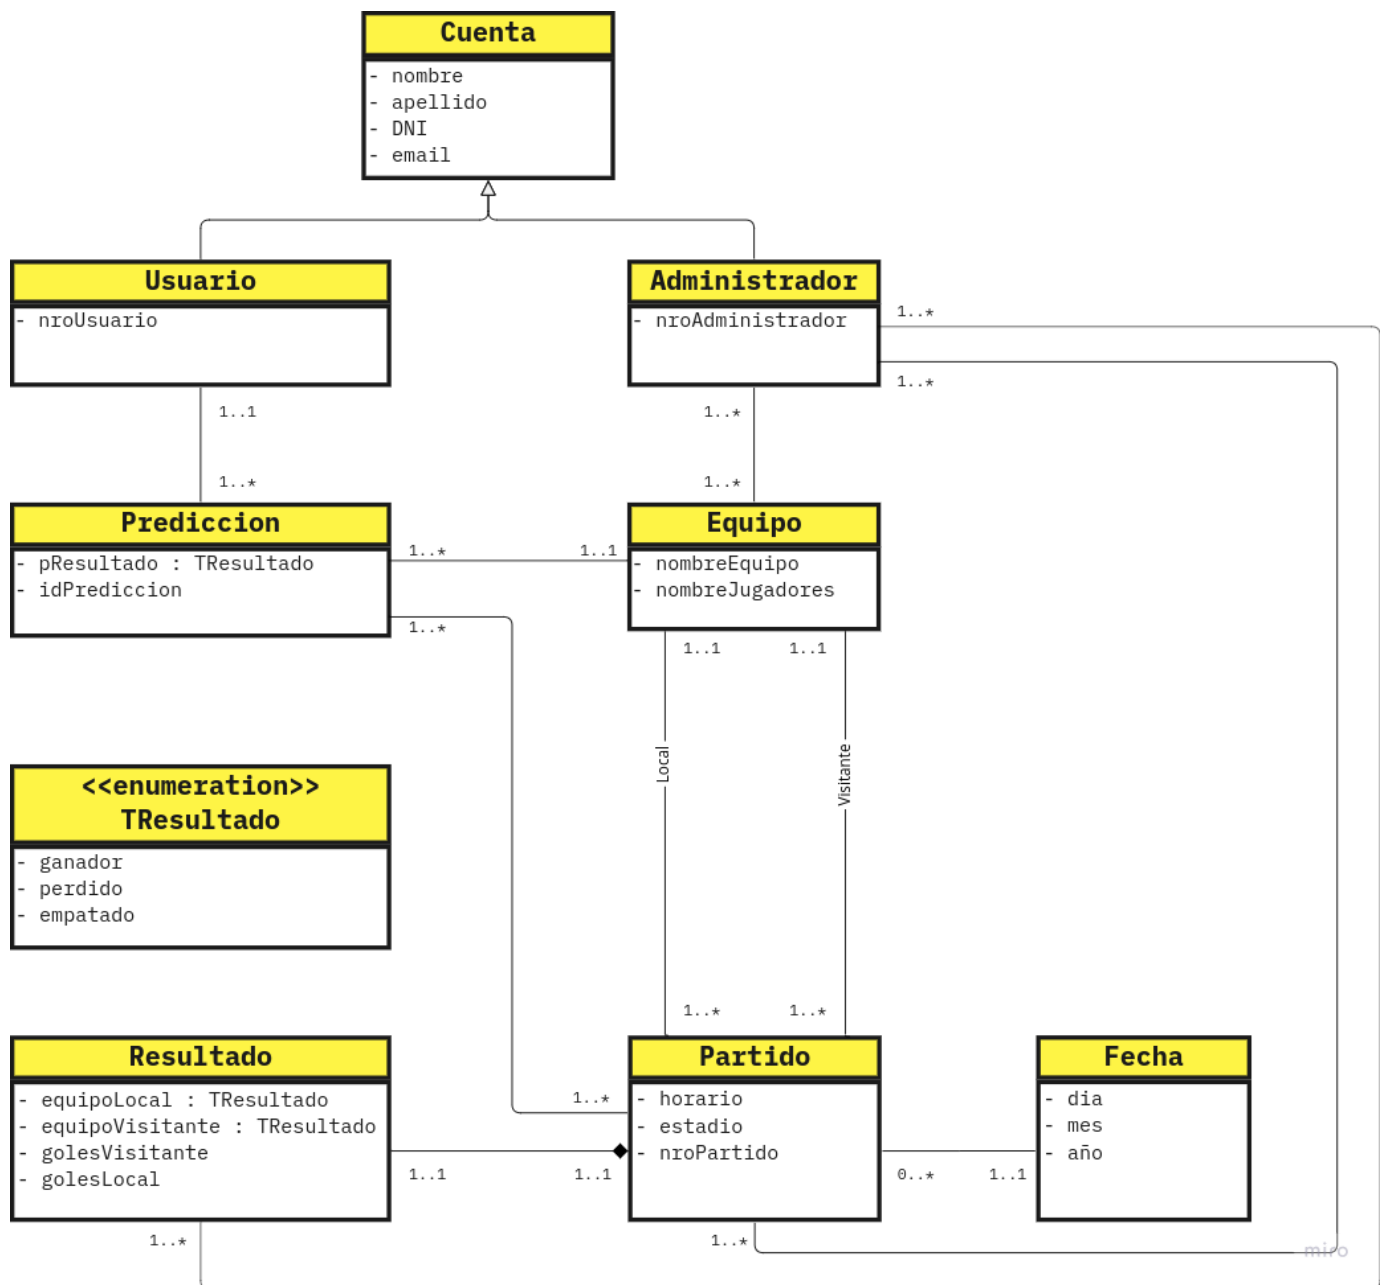 Cuenta
- nombre
- apellido
- DNI
- email
Usuario
- nroUsuario
Administrador
- nroAdministrador
1..*
1..*
1..1
1..*
1..*
1..*
Prediccion
- pResultado : TResultado
- idPrediccion
1..*
1..1
1..*
Equipo
- nombreEquipo
- nombreJugadores
1..1
1..1
Local
Visitante
<<enumeration>>
TResultado
- ganador
- perdido
- empatado
1..*
1..*
Resultado
- equipoLocal : TResultado
- equipoVisitante : TResultado
- golesVisitante
- golesLocal
1..*
1..1
1..1
Partido
- horario
- estadio
- nroPartido
0..*
1..1
Fecha
- dia
- mes
- año
1..*
1..*
miro